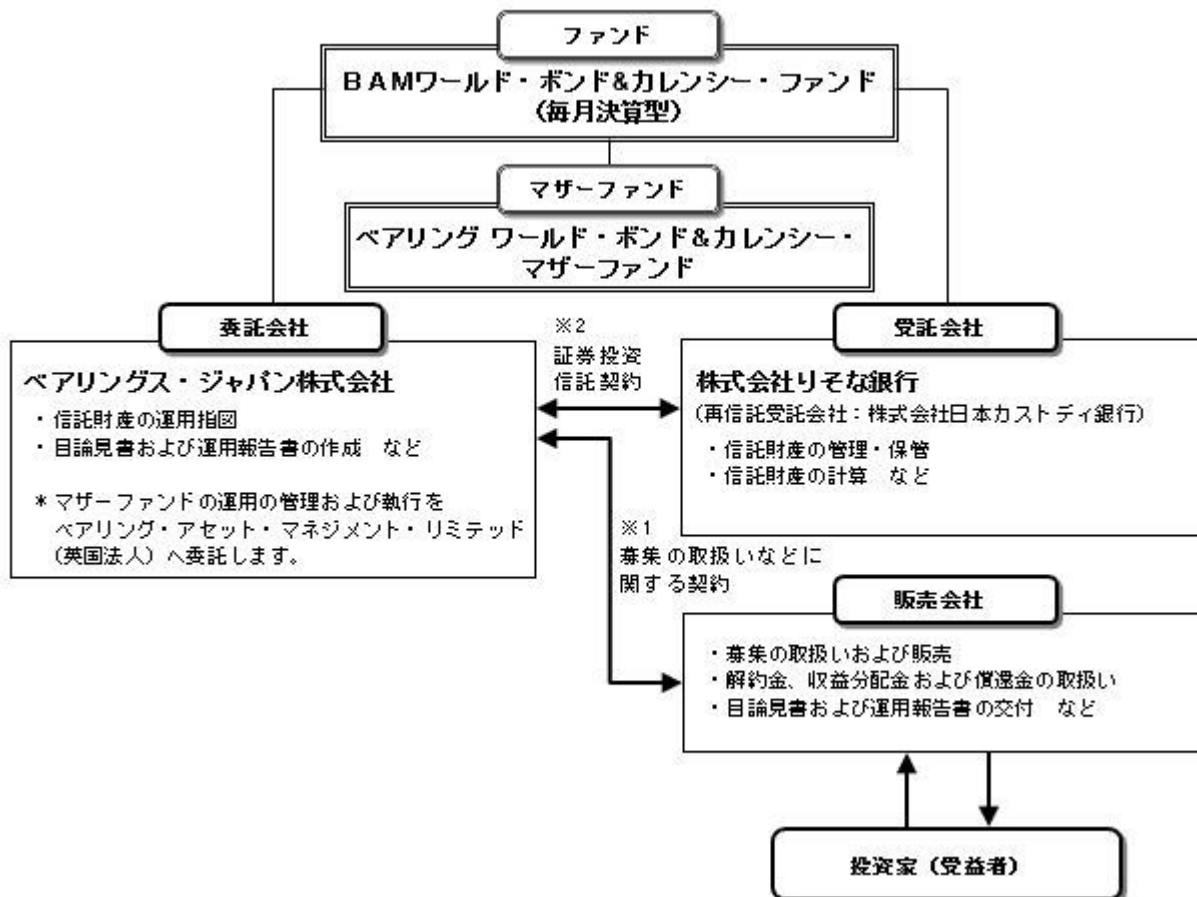 ファンド
BAMワールド・ボンド&カレンシー・ファンド
(毎月決算型)
マザーファンド
ベアリング ワールド・ボンド&カレンシー・
マザーファンド
委託会社
ベアリングス・ジャパン株式会社
・信託財産の運用指図
・目論見書および運用報告書の作成 など
* マザーファンドの運用の管理および執行を
ベアリング・アセット・マネジメント・リミテッド
(英国法人)へ委託します。
※2
証券投資
信託契約
受託会社
株式会社りそな銀行
(再信託受託会社:株式会社日本カストディ銀行)
・信託財産の管理・保管
・信託財産の計算 など
※1
募集の取扱いなどに
関する契約
販売会社
・募集の取扱いおよび販売
・解約金、収益分配金および償還金の取扱い
・目論見書および運用報告書の交付 など
投資家(受益者)